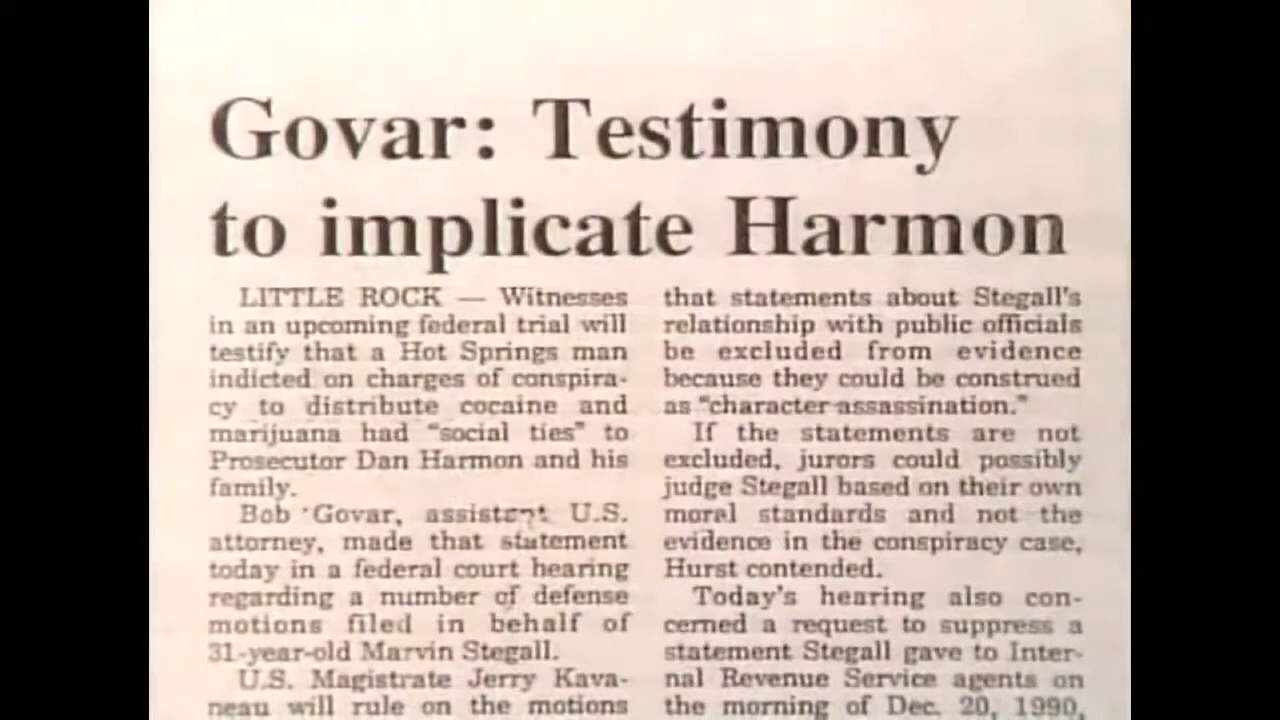 Govar: Testimony
to implicate Harmon
LITTLE ROCK — Witnesses
in an upcoming federal trial will
testify that a Hot Springs man
indicted on charges of conspira-
cy to distribute cocaine and
marijuana had "social ties" to
Prosecutor Dan Harmon and his
family.
Bob Govar, assistant U.S.
attorney, made that statement
today in a federal court hearing
regarding a number of defense
motions filed in behalf of
31-year-old Marvin Stegall.
U.S. Magistrate Jerry Kava-
neau will rule on the motions
that statements about Stegall's
relationship with public officials
be excluded from evidence
because they could be construed
as "character assassination."
If the statements are not
excluded, jurors could possibly
judge Stegall based on their own
moral standards and not the
evidence in the conspiracy case,
Hurst contended.
Today's hearing also con-
cerned a request to suppress a
statement Stegall gave to Inter-
nal Revenue Service agents on
the morning of Dec. 20, 1990,